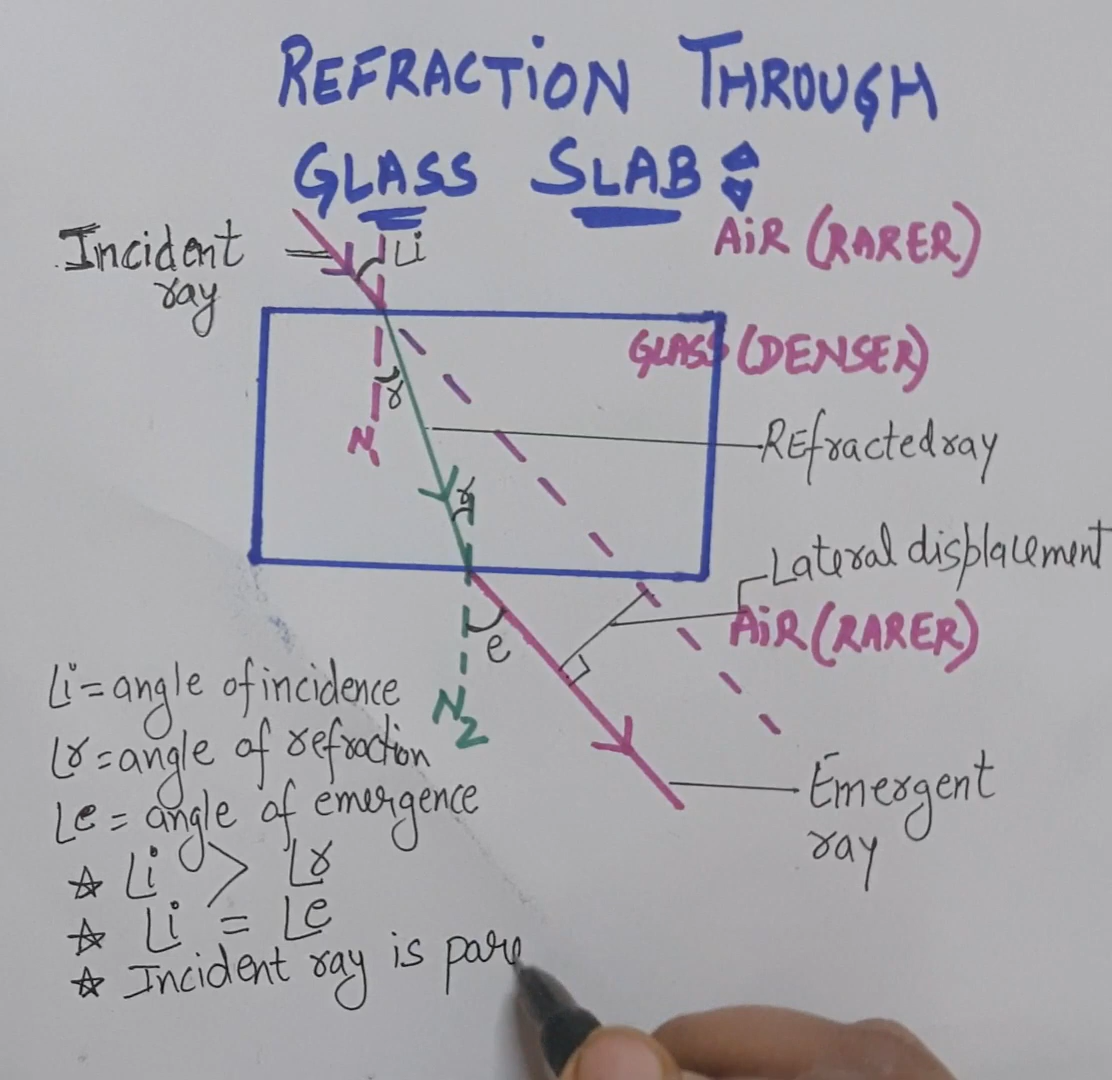 REFRACTION THROUGH
GLASS SLAB:
Incident
ray
∠i
AIR (RARER)
GLASS (DENSER)
r
N1
Refracted ray
r
Lateral displacement
AIR (RARER)
e
N2
∠i = angle of incidence
∠r = angle of refraction
∠e = angle of emergence
Emergent
ray
☆ ∠i > ∠r
☆ ∠i = ∠e
☆ Incident ray is para